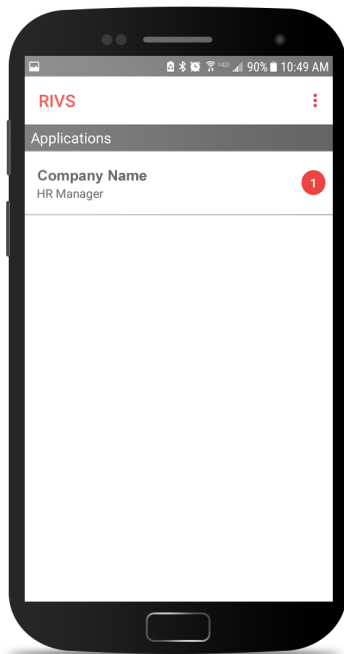 90% 10:49 AM
RIVS
Applications
Company Name
1
HR Manager